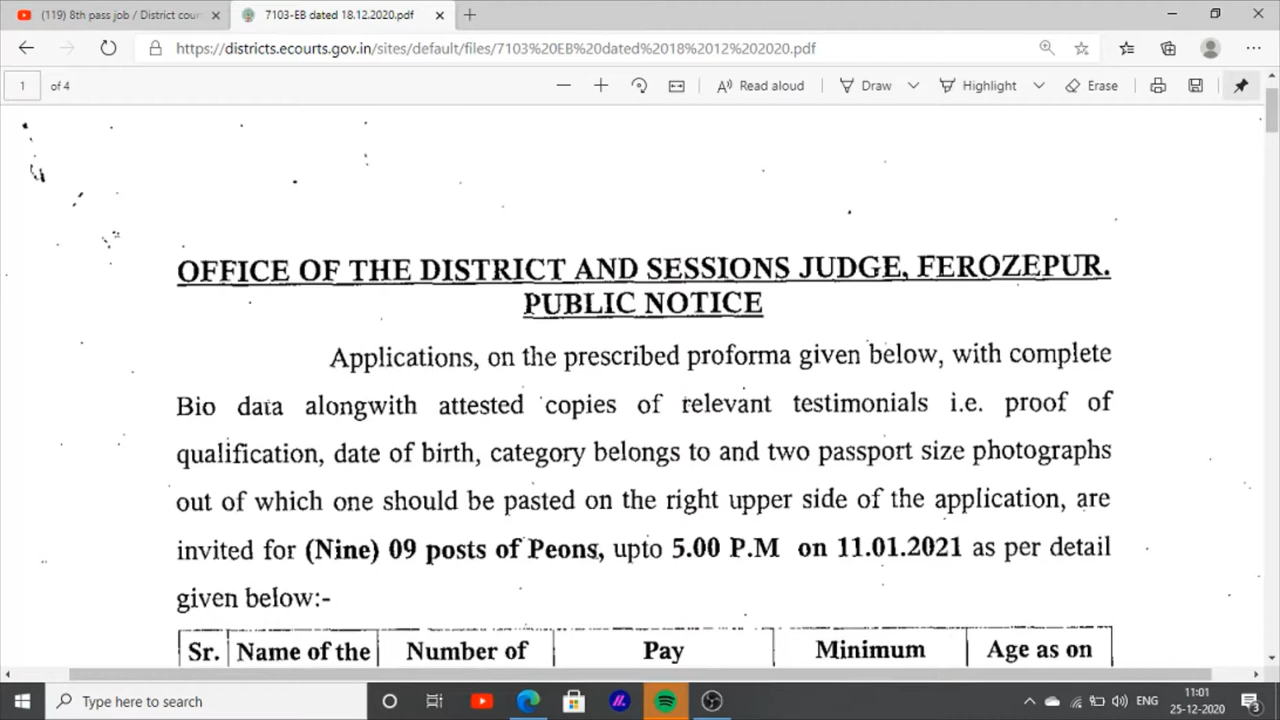 (119) 8th pass job / District cour
7103-EB dated 18.12.2020.pdf
https://districts.ecourts.gov.in/sites/default/files/7103%20EB%20dated%2018%2012%202020.pdf
1 of 4
Read aloud
Draw
Highlight
Erase
OFFICE OF THE DISTRICT AND SESSIONS JUDGE, FEROZEPUR.
PUBLIC NOTICE
Applications, on the prescribed proforma given below, with complete
Bio data alongwith attested copies of relevant testimonials i.e. proof of
qualification, date of birth, category belongs to and two passport size photographs
out of which one should be pasted on the right upper side of the application, are
invited for (Nine) 09 posts of Peons, upto 5.00 P.M on 11.01.2021 as per detail
given below:-
Sr. Name of the Number of Pay Minimum Age as on
Type here to search
ENG
11:01
25-12-2020
3